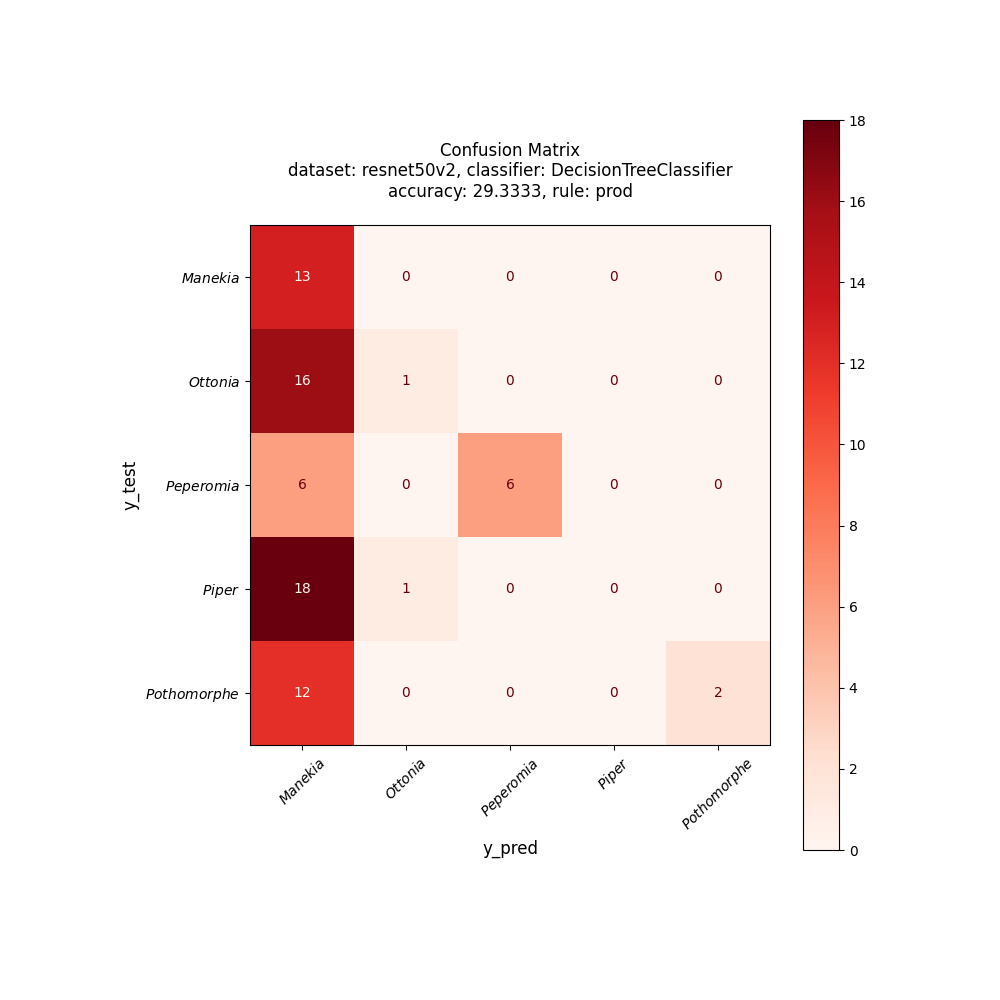 Confusion Matrix
dataset: resnet50v2, classifier: DecisionTreeClassifier
accuracy: 29.3333, rule: prod
y_test
Manekia 13 0 0 0 0
Ottonia 16 1 0 0 0
Peperomia 6 0 6 0 0
Piper 18 1 0 0 0
Pothomorphe 12 0 0 0 2
Manekia Ottonia Peperomia Piper Pothomorphe
y_pred
18
16
14
12
10
8
6
4
2
0